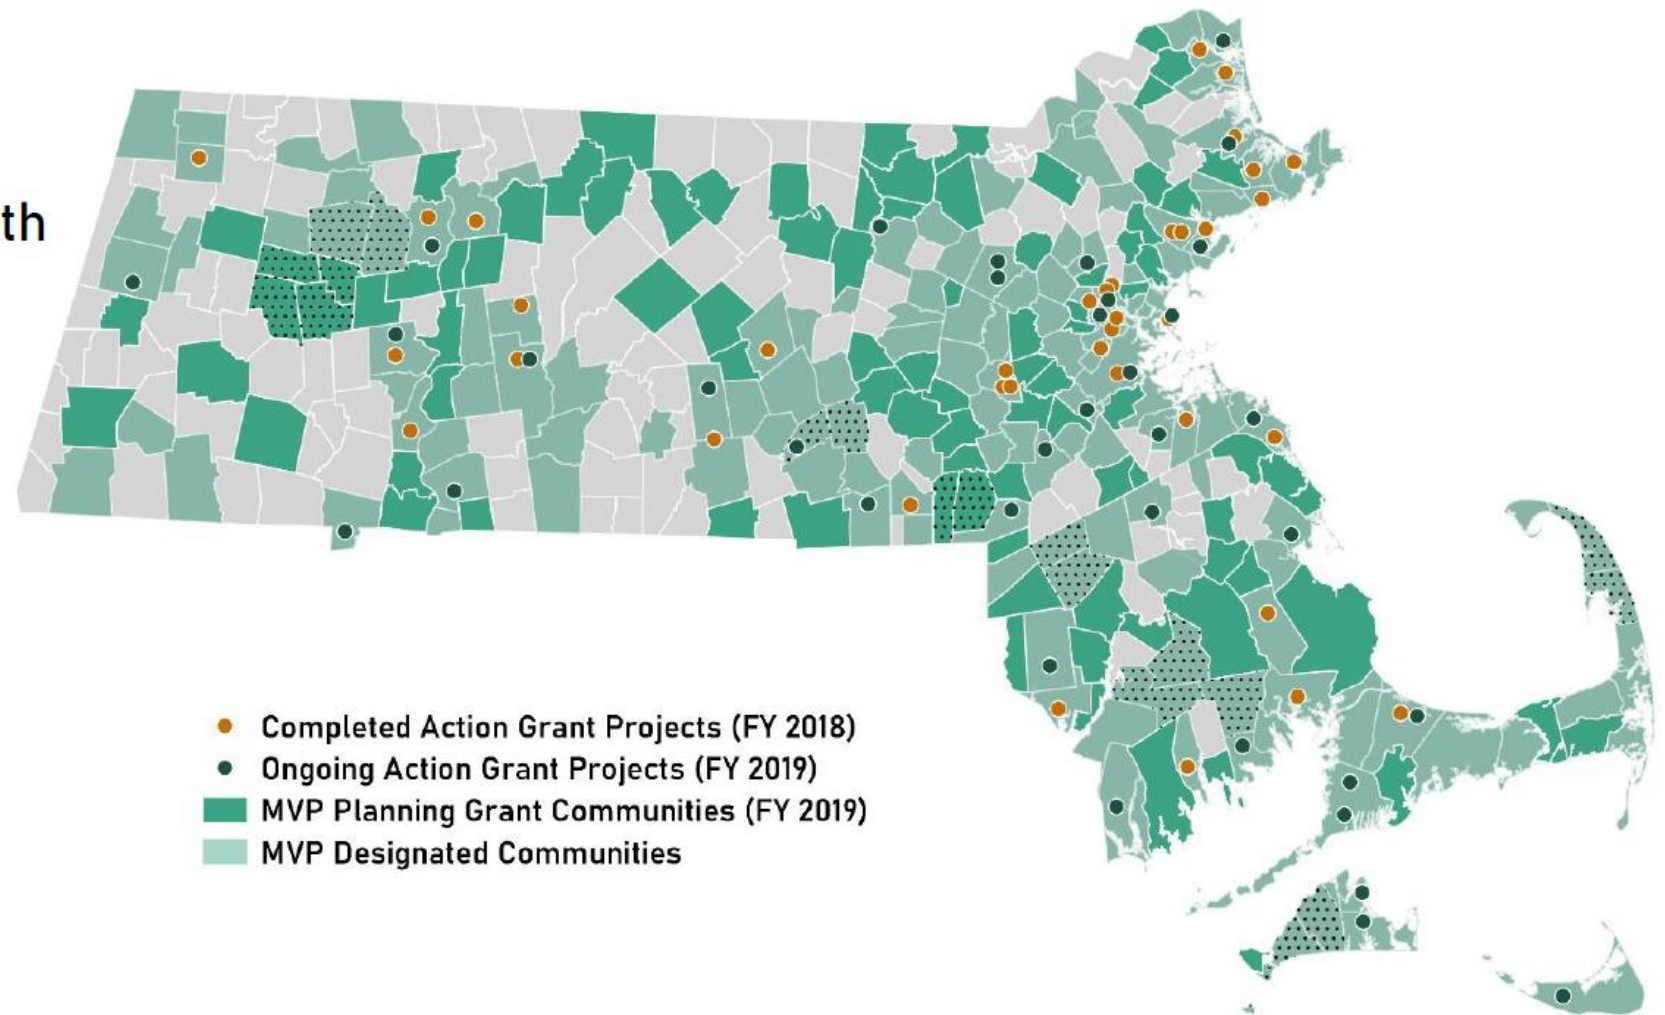 th
Completed Action Grant Projects (FY 2018)
Ongoing Action Grant Projects (FY 2019)
MVP Planning Grant Communities (FY 2019)
MVP Designated Communities